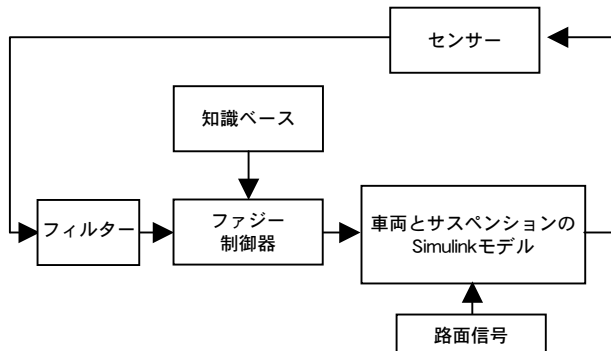 センサー
知識ベース
フィルター
ファジー
制御器
車両とサスペンションの
Simulinkモデル
路面信号